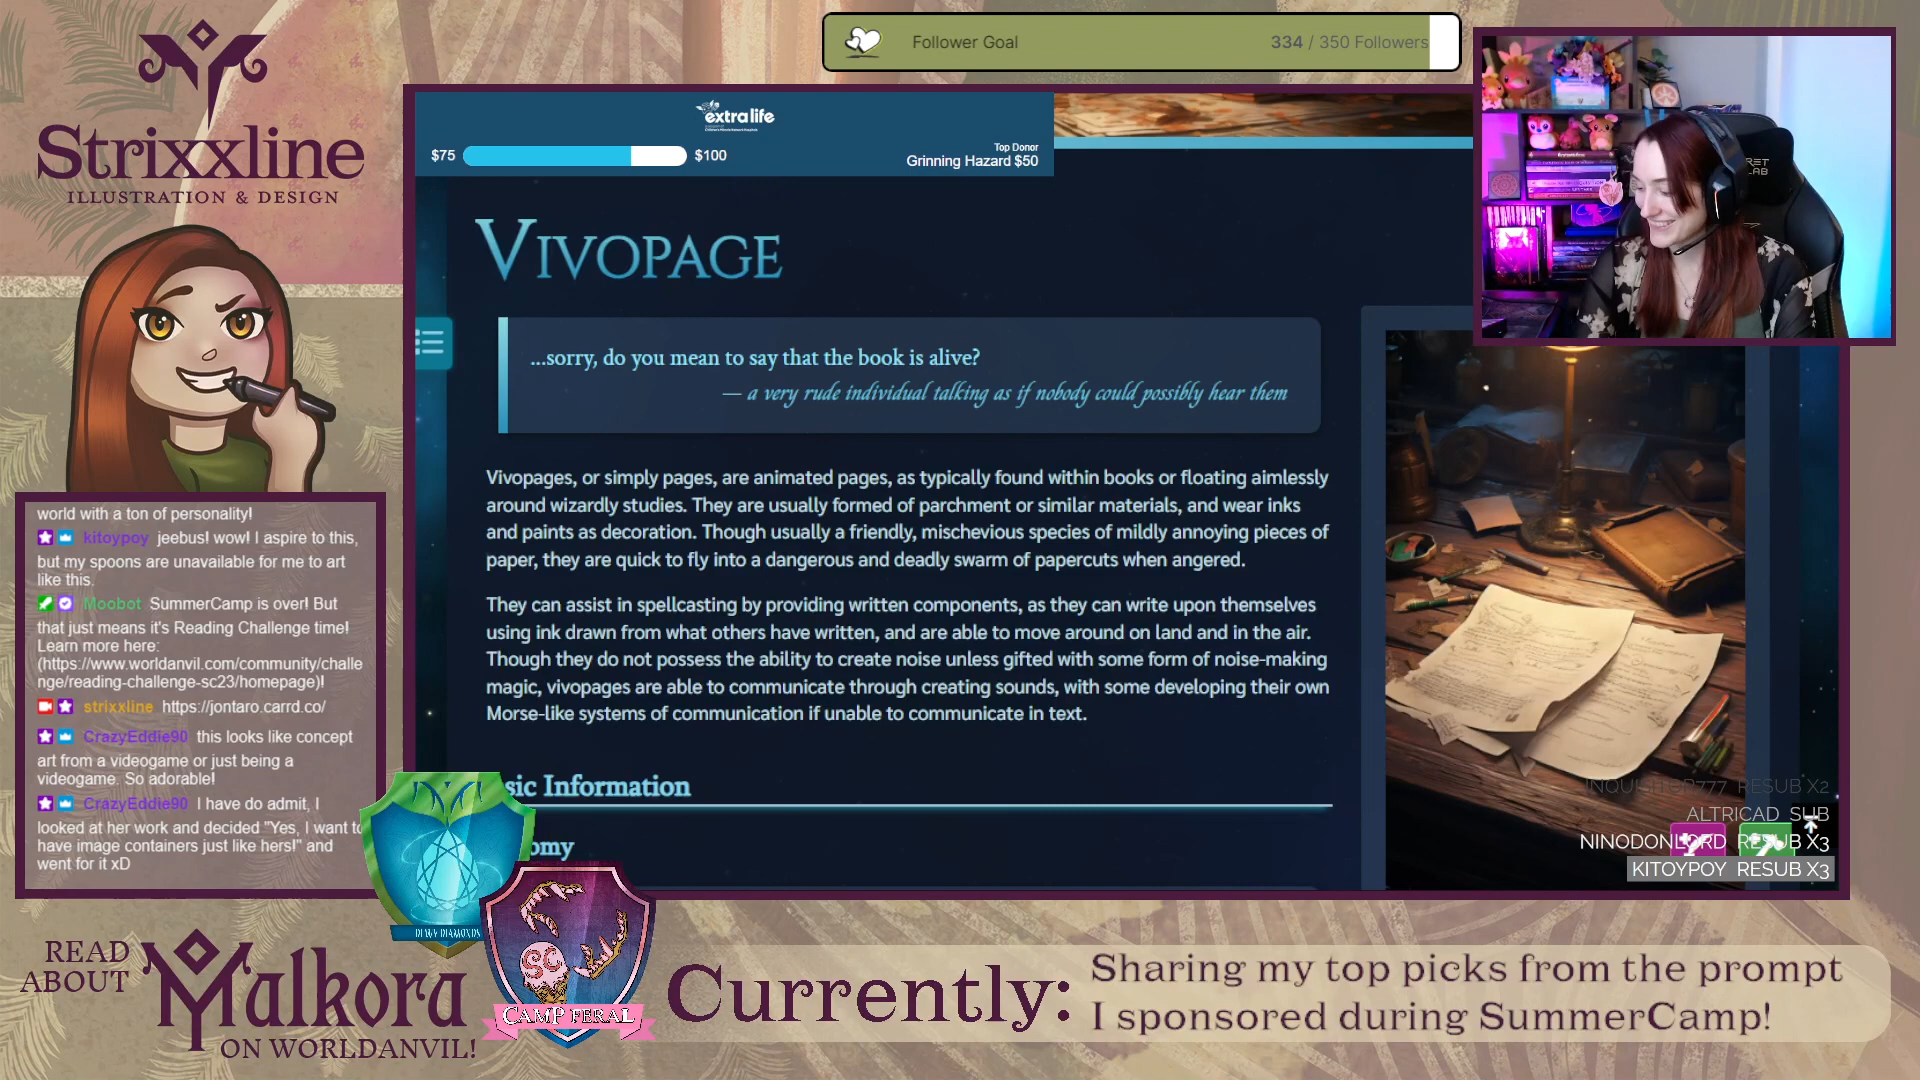 Strixxline
ILLUSTRATION & DESIGN
Follower Goal
334 / 350 Followers
extralife
$75
$100
Top Donor
Grinning Hazard $50
VIVOPAGE
...sorry, do you mean to say that the book is alive?
— a very rude individual talking as if nobody could possibly hear them
Vivopages, or simply pages, are animated pages, as typically found within books or floating aimlessly
around wizardly studies. They are usually formed of parchment or similar materials, and wear inks
and paints as decoration. Though usually a friendly, mischevious species of mildly annoying pieces of
paper, they are quick to fly into a dangerous and deadly swarm of papercuts when angered.
They can assist in spellcasting by providing written components, as they can write upon themselves
using ink drawn from what others have written, and are able to move around on land and in the air.
Though they do not possess the ability to create noise unless gifted with some form of noise-making
magic, vivopages are able to communicate through creating sounds, with some developing their own
Morse-like systems of communication if unable to communicate in text.
sic Information
omy
world with a ton of personality!
kitoypoy jeebus! wow! I aspire to this,
but my spoons are unavailable for me to art
like this.
Moobot SummerCamp is over! But
that just means it's Reading Challenge time!
Learn more here:
(https://www.worldanvil.com/community/challe
nge/reading-challenge-sc23/homepage)!
strixxline https://jontaro.carrd.co/
CrazyEddie90 this looks like concept
art from a videogame or just being a
videogame. So adorable!
CrazyEddie90 I have do admit, I
looked at her work and decided "Yes, I want to
have image containers just like hers!" and
went for it xD
INQUISITOR777 RESUB X2
ALTRICAD SUB
NINODONLORD RESUB X3
KITOYPOY RESUB X3
DEWY DIAMONDS
SC
CAMP FERAL
READ
ABOUT
Malkora
ON WORLDANVIL!
Currently:
Sharing my top picks from the prompt
I sponsored during SummerCamp!